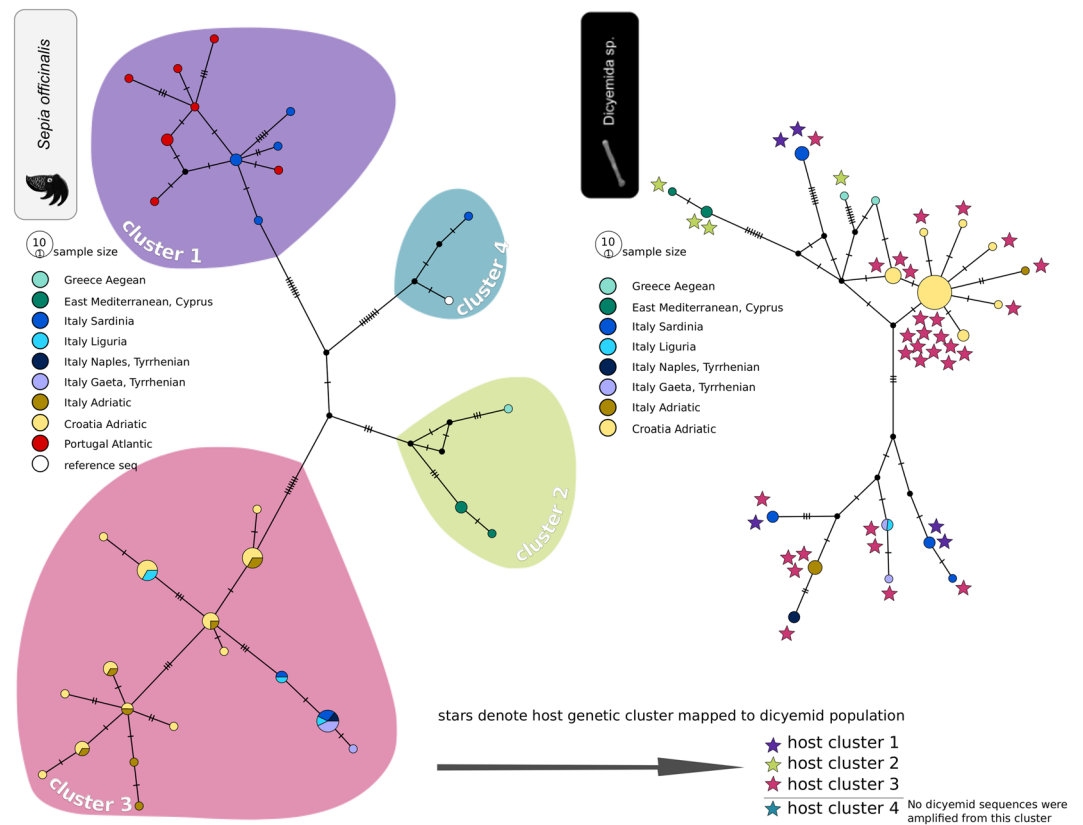 Sepia officinalis
Dicyemida sp.
cluster 1
cluster 4
cluster 2
cluster 3
10
1
sample size
Greece Aegean
East Mediterranean, Cyprus
Italy Sardinia
Italy Liguria
Italy Naples, Tyrrhenian
Italy Gaeta, Tyrrhenian
Italy Adriatic
Croatia Adriatic
Portugal Atlantic
reference seq
10
1
sample size
Greece Aegean
East Mediterranean, Cyprus
Italy Sardinia
Italy Liguria
Italy Naples, Tyrrhenian
Italy Gaeta, Tyrrhenian
Italy Adriatic
Croatia Adriatic
stars denote host genetic cluster mapped to dicyemid population
host cluster 1
host cluster 2
host cluster 3
host cluster 4
No dicyemid sequences were
amplified from this cluster